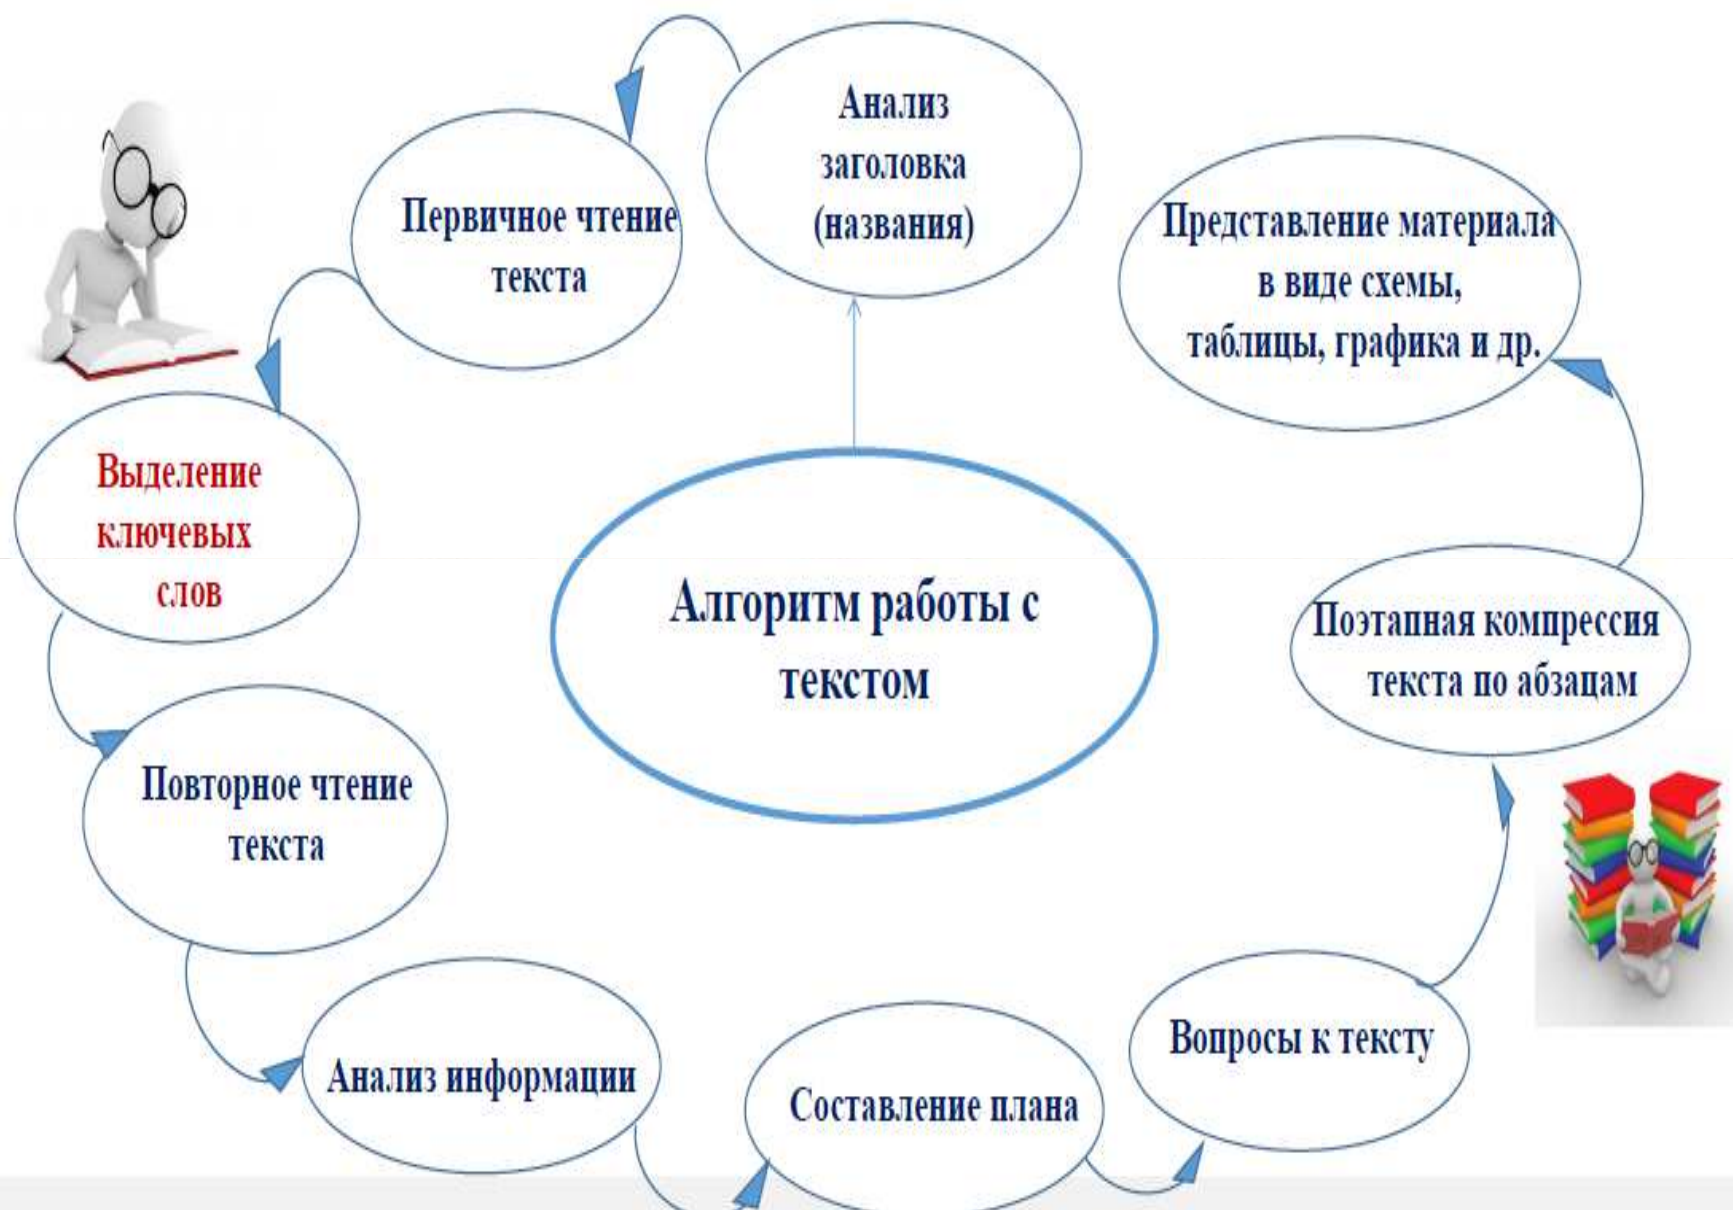 Алгоритм работы с
текстом
Анализ
заголовка
(названия)
Первичное чтение
текста
Выделение
ключевых
слов
Повторное чтение
текста
Анализ информации
Составление плана
Вопросы к тексту
Поэтапная компрессия
текста по абзацам
Представление материала
в виде схемы,
таблицы, графика и др.